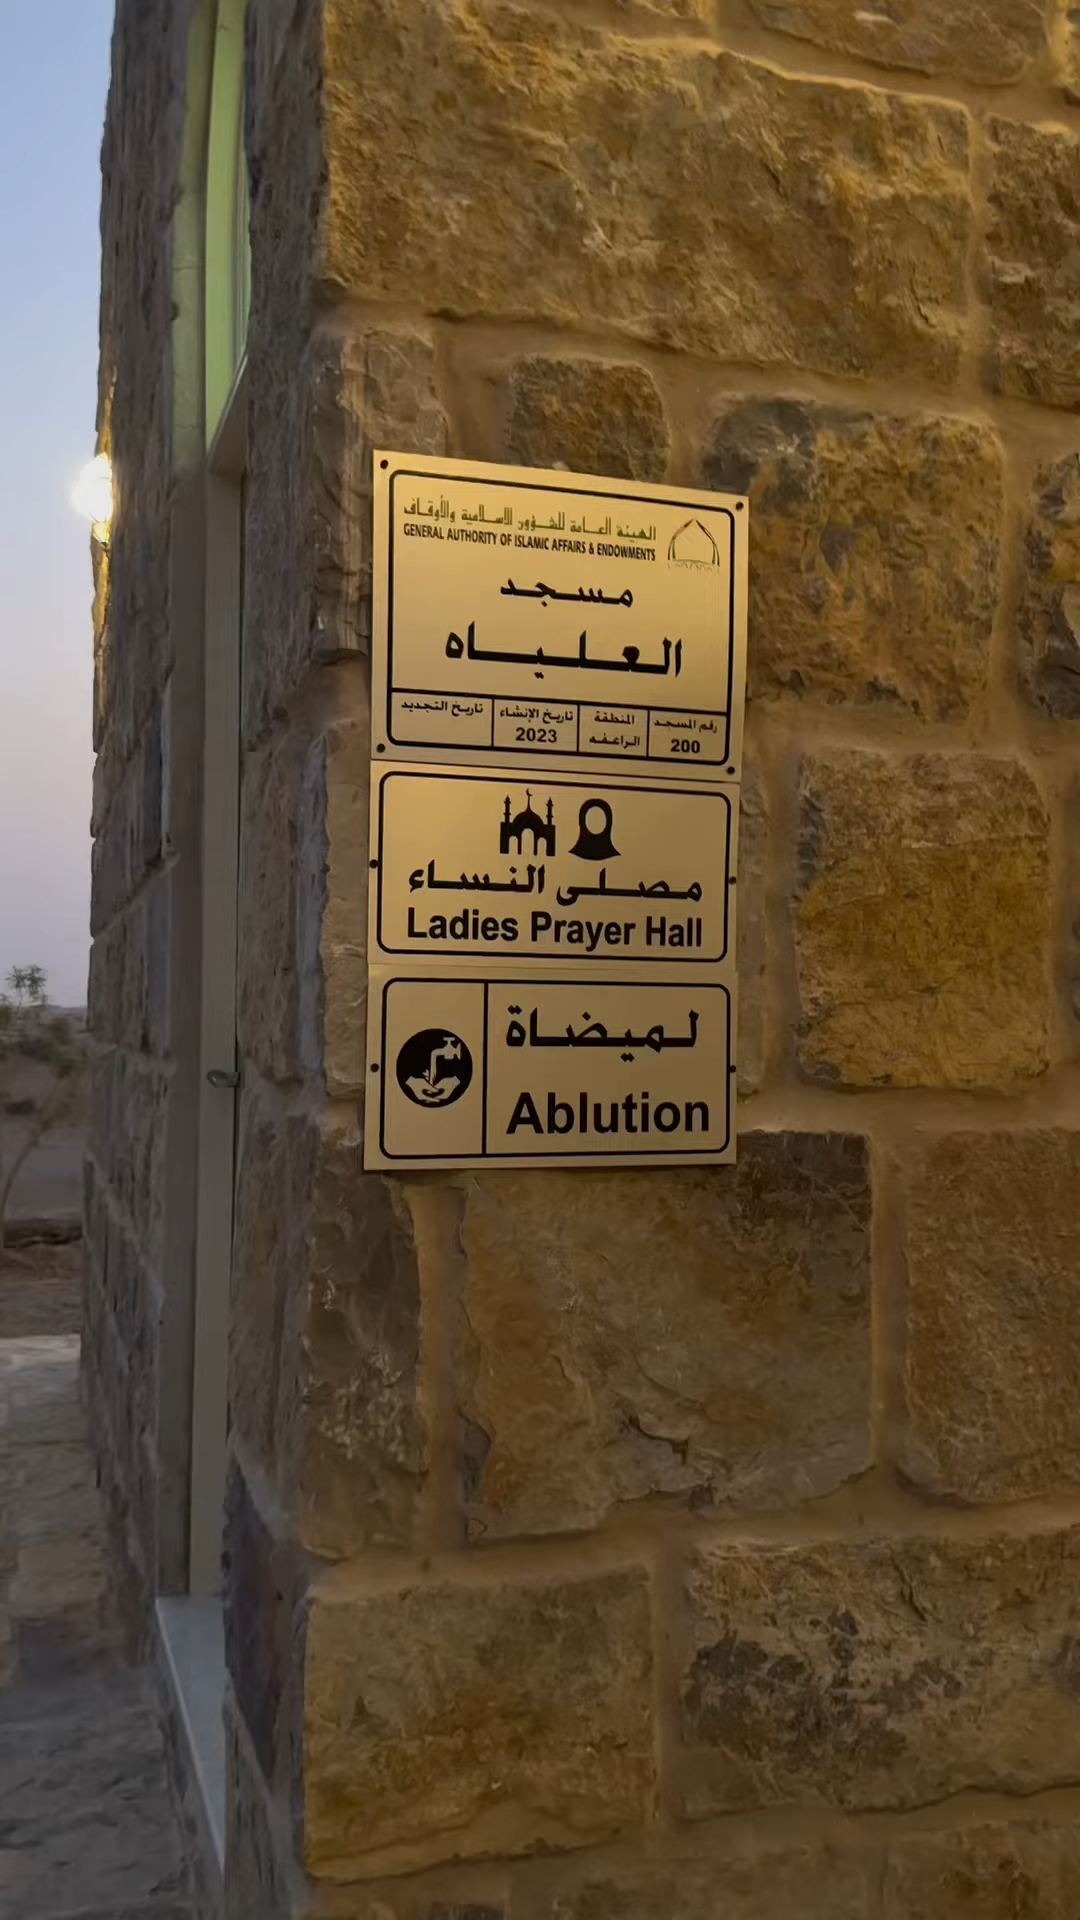 الهيئة العامة للشؤون الاسلامية والأوقاف
GENERAL AUTHORITY OF ISLAMIC AFFAIRS & ENDOWMENTS
مسجد
العلياه
رقم المسجد المنطقة تاريخ الإنشاء تاريخ التجديد
200 الراعفه 2023
مصلى النساء
Ladies Prayer Hall
لميضاة
Ablution